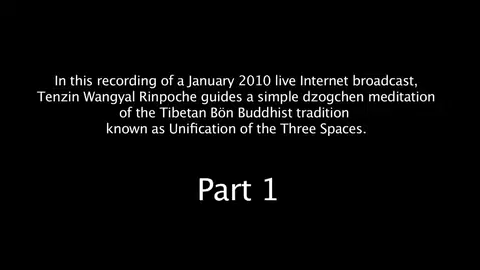 In this recording of a January 2010 live Internet broadcast,
Tenzin Wangyal Rinpoche guides a simple dzogchen meditation
of the Tibetan Bön Buddhist tradition
known as Unification of the Three Spaces.
Part 1